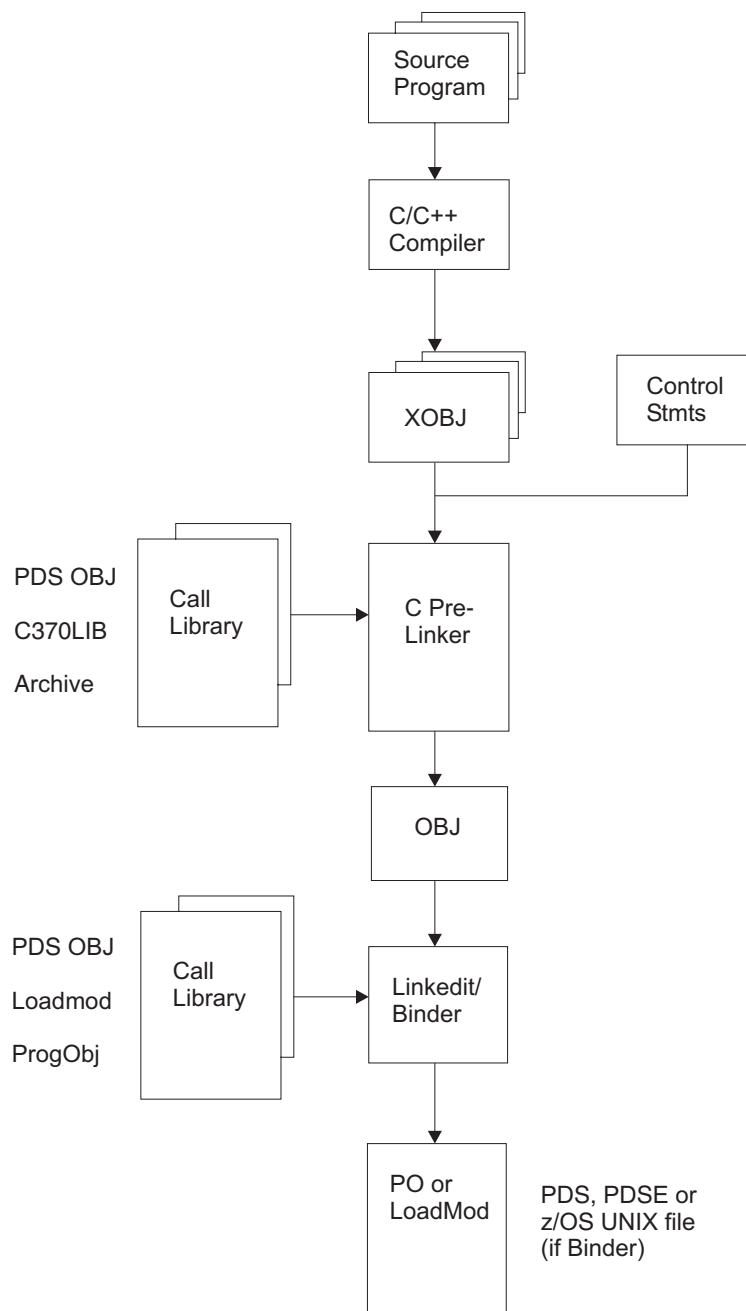 Source
Program
C/C++
Compiler
XOBJ
Control
Stmts
PDS OBJ
C370LIB
Archive
Call
Library
C Pre-
Linker
OBJ
PDS OBJ
Loadmod
ProgObj
Call
Library
Linkedit/
Binder
PO or
LoadMod
PDS, PDSE or
z/OS UNIX file
(if Binder)